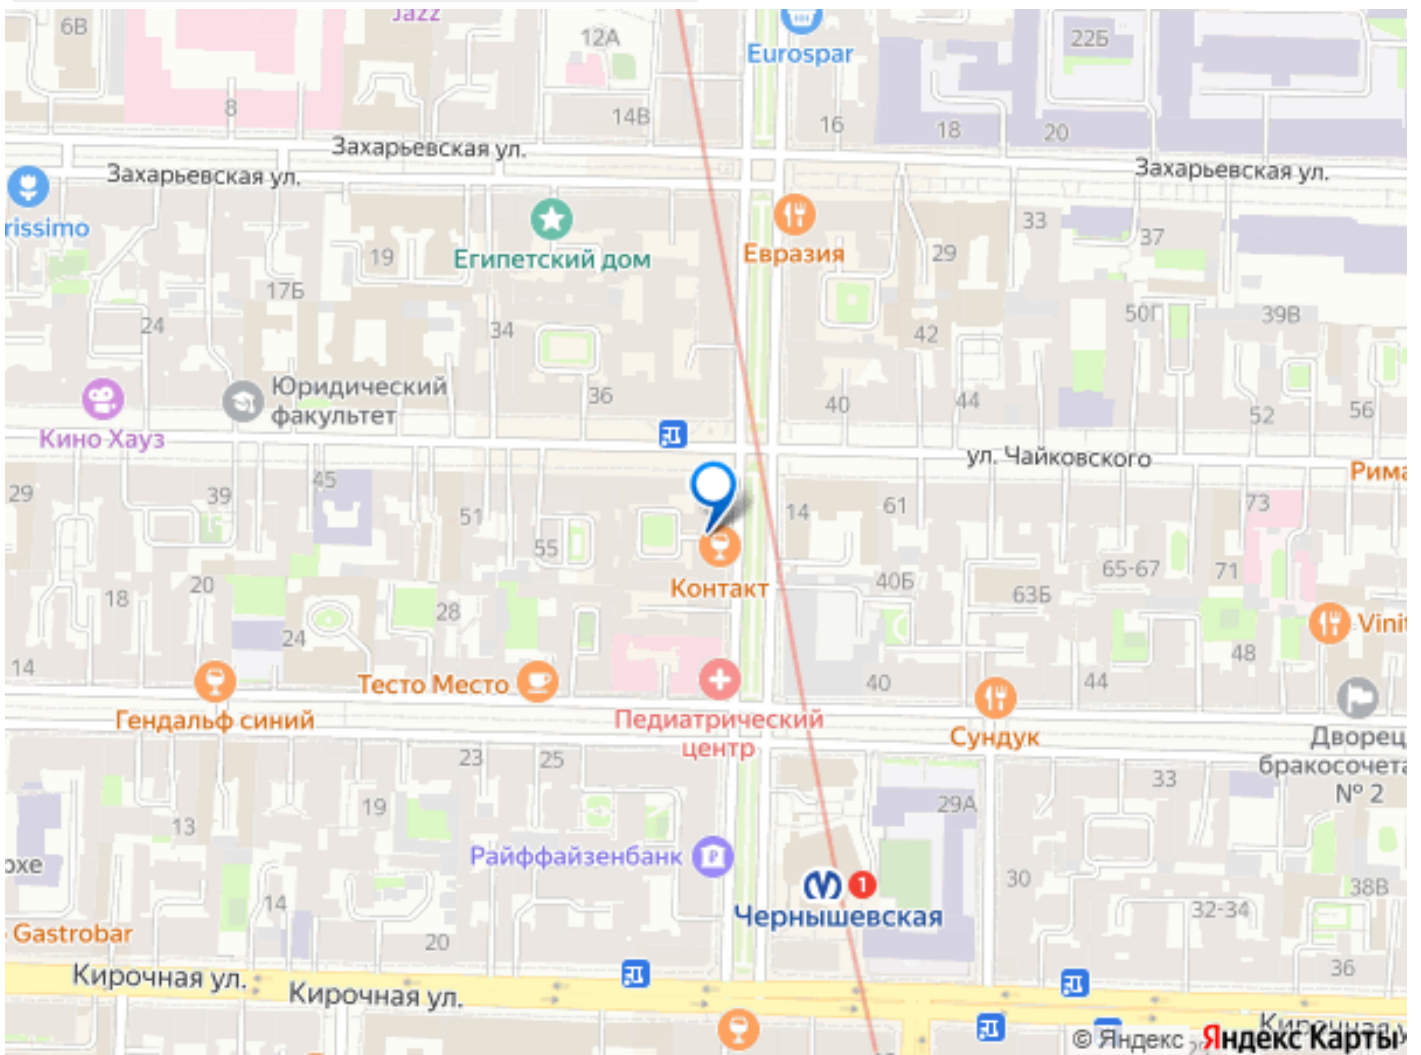 Jazz
6В
12А
22Б
Eurospar
8
14В
16
18
20
Захарьевская ул.
Захарьевская ул.
Захарьевская ул.
rissimo
33
37
19
Египетский дом
Евразия
29
17Б
24
34
50Г
39В
42
Юридический
факультет
36
40
44
52
56
Кино Хауз
ул. Чайковского
Рима
29
39
45
51
14
61
48
73
55
Контакт
20
18
28
40Б
63Б
65-67
71
24
Vinit
14
48
Тесто Место
40
44
Гендальф синий
Педиатрический
центр
Сундук
Дворец
бракосочета
№ 2
23
25
33
19
13
29А
Райффайзенбанк
охе
1
30
38В
14
Чернышевская
32-34
Gastrobar
20
36
Кирочная ул.
Кирочная ул.
Кирочная у
© Яндекс
Яндекс Карты